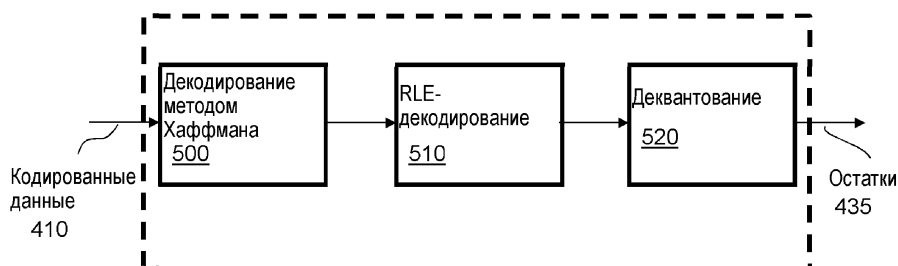 Декодирование
методом
Хаффмана
500
RLE-
декодирование
510
Деквантование
520
Кодированные
данные
410
Остатки
435